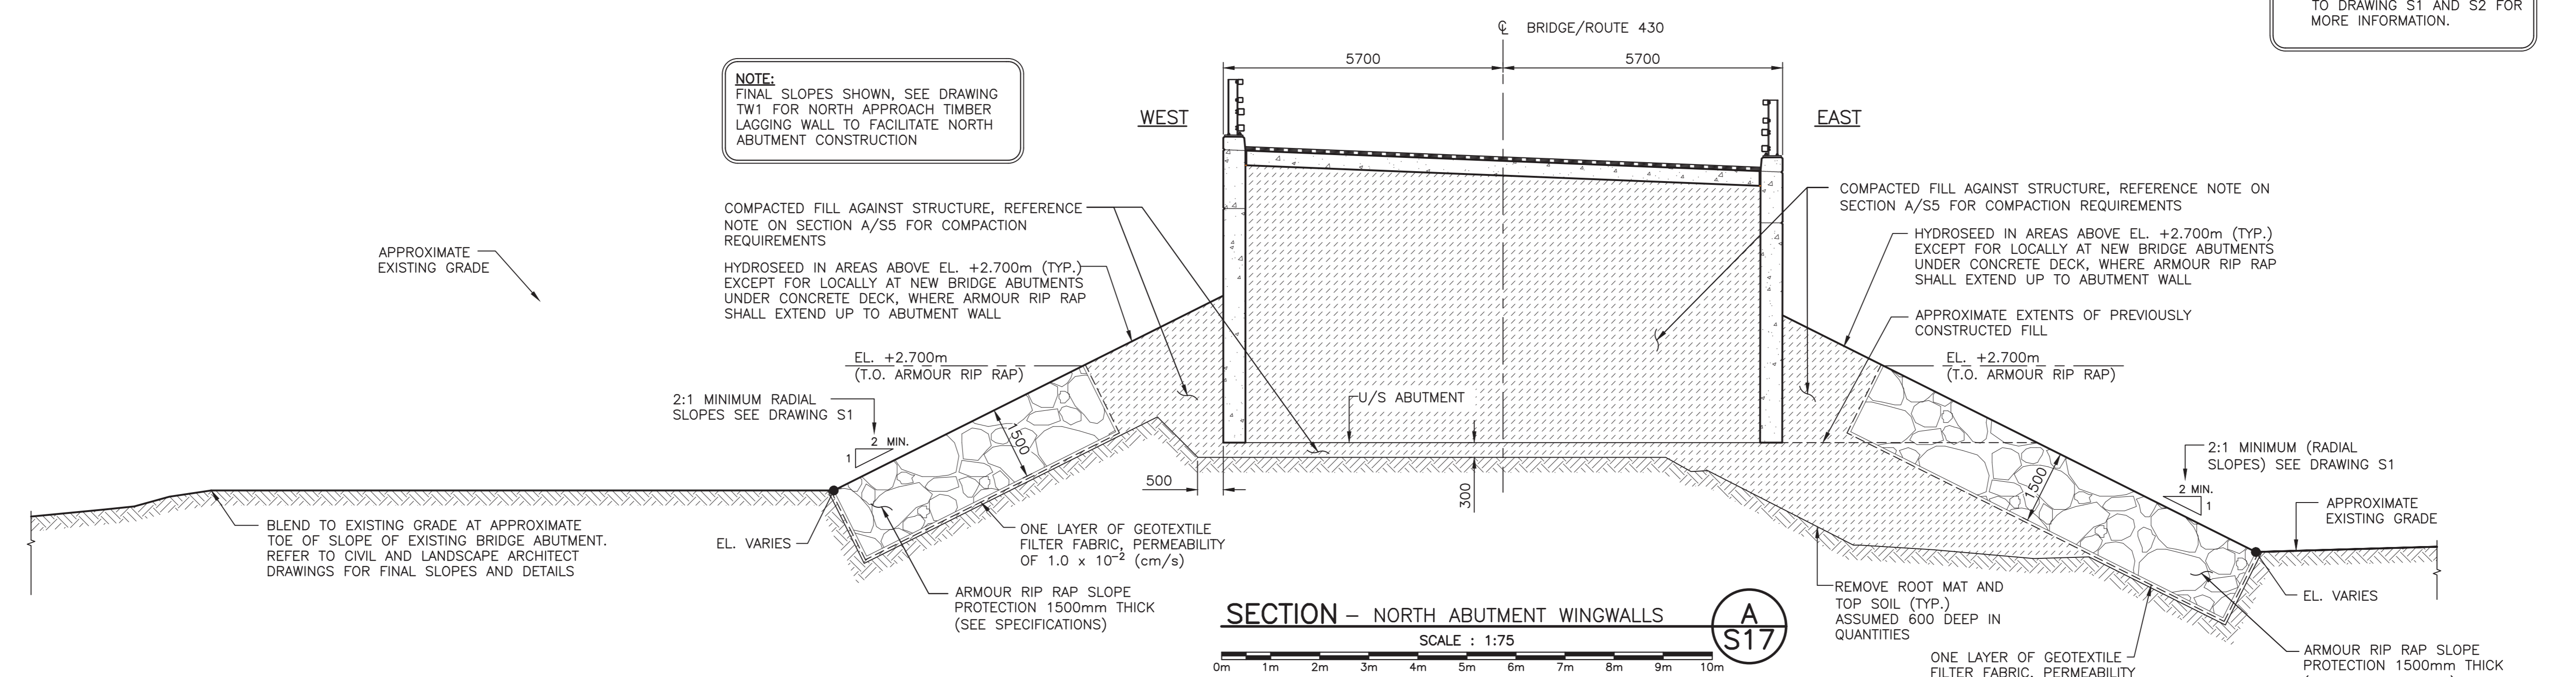 TO DRAWING S1 AND S2 FOR
MORE INFORMATION.
℄ BRIDGE/ROUTE 430
5700
5700
NOTE:
FINAL SLOPES SHOWN, SEE DRAWING
TW1 FOR NORTH APPROACH TIMBER
LAGGING WALL TO FACILITATE NORTH
ABUTMENT CONSTRUCTION
WEST
EAST
COMPACTED FILL AGAINST STRUCTURE, REFERENCE
NOTE ON SECTION A/S5 FOR COMPACTION
REQUIREMENTS
COMPACTED FILL AGAINST STRUCTURE, REFERENCE NOTE ON
SECTION A/S5 FOR COMPACTION REQUIREMENTS
APPROXIMATE
EXISTING GRADE
HYDROSEED IN AREAS ABOVE EL. +2.700m (TYP.)
EXCEPT FOR LOCALLY AT NEW BRIDGE ABUTMENTS
UNDER CONCRETE DECK, WHERE ARMOUR RIP RAP
SHALL EXTEND UP TO ABUTMENT WALL
HYDROSEED IN AREAS ABOVE EL. +2.700m (TYP.)
EXCEPT FOR LOCALLY AT NEW BRIDGE ABUTMENTS
UNDER CONCRETE DECK, WHERE ARMOUR RIP RAP
SHALL EXTEND UP TO ABUTMENT WALL
APPROXIMATE EXTENTS OF PREVIOUSLY
CONSTRUCTED FILL
EL. +2.700m
(T.O. ARMOUR RIP RAP)
EL. +2.700m
(T.O. ARMOUR RIP RAP)
2:1 MINIMUM RADIAL
SLOPES SEE DRAWING S1
2 MIN.
1
1500
U/S ABUTMENT
500
300
1500
2:1 MINIMUM (RADIAL
SLOPES) SEE DRAWING S1
2 MIN.
1
APPROXIMATE
EXISTING GRADE
BLEND TO EXISTING GRADE AT APPROXIMATE
TOE OF SLOPE OF EXISTING BRIDGE ABUTMENT.
REFER TO CIVIL AND LANDSCAPE ARCHITECT
DRAWINGS FOR FINAL SLOPES AND DETAILS
EL. VARIES
ONE LAYER OF GEOTEXTILE
FILTER FABRIC, PERMEABILITY
OF 1.0 x 10⁻² (cm/s)
ARMOUR RIP RAP SLOPE
PROTECTION 1500mm THICK
(SEE SPECIFICATIONS)
REMOVE ROOT MAT AND
TOP SOIL (TYP.)
ASSUMED 600 DEEP IN
QUANTITIES
EL. VARIES
SECTION – NORTH ABUTMENT WINGWALLS
A
S17
SCALE : 1:75
0m 1m 2m 3m 4m 5m 6m 7m 8m 9m 10m
ONE LAYER OF GEOTEXTILE
FILTER FABRIC, PERMEABILITY
ARMOUR RIP RAP SLOPE
PROTECTION 1500mm THICK